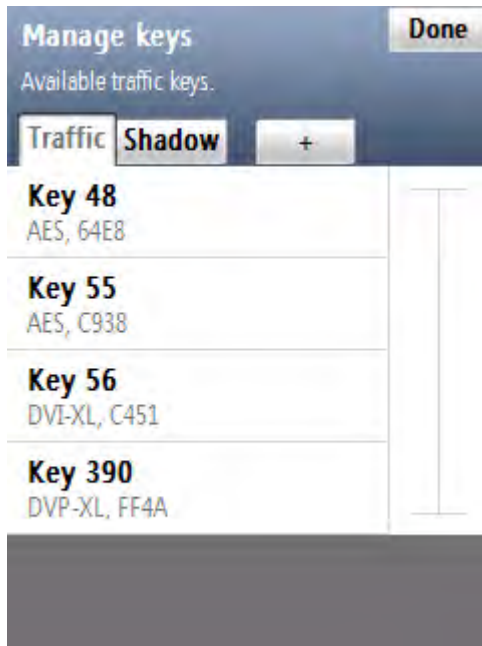 Manage keys
Done
Available traffic keys.
Traffic
Shadow
+
Key 48
AES, 64E8
Key 55
AES, C938
Key 56
DVI-XL, C451
Key 390
DVP-XL, FF4A